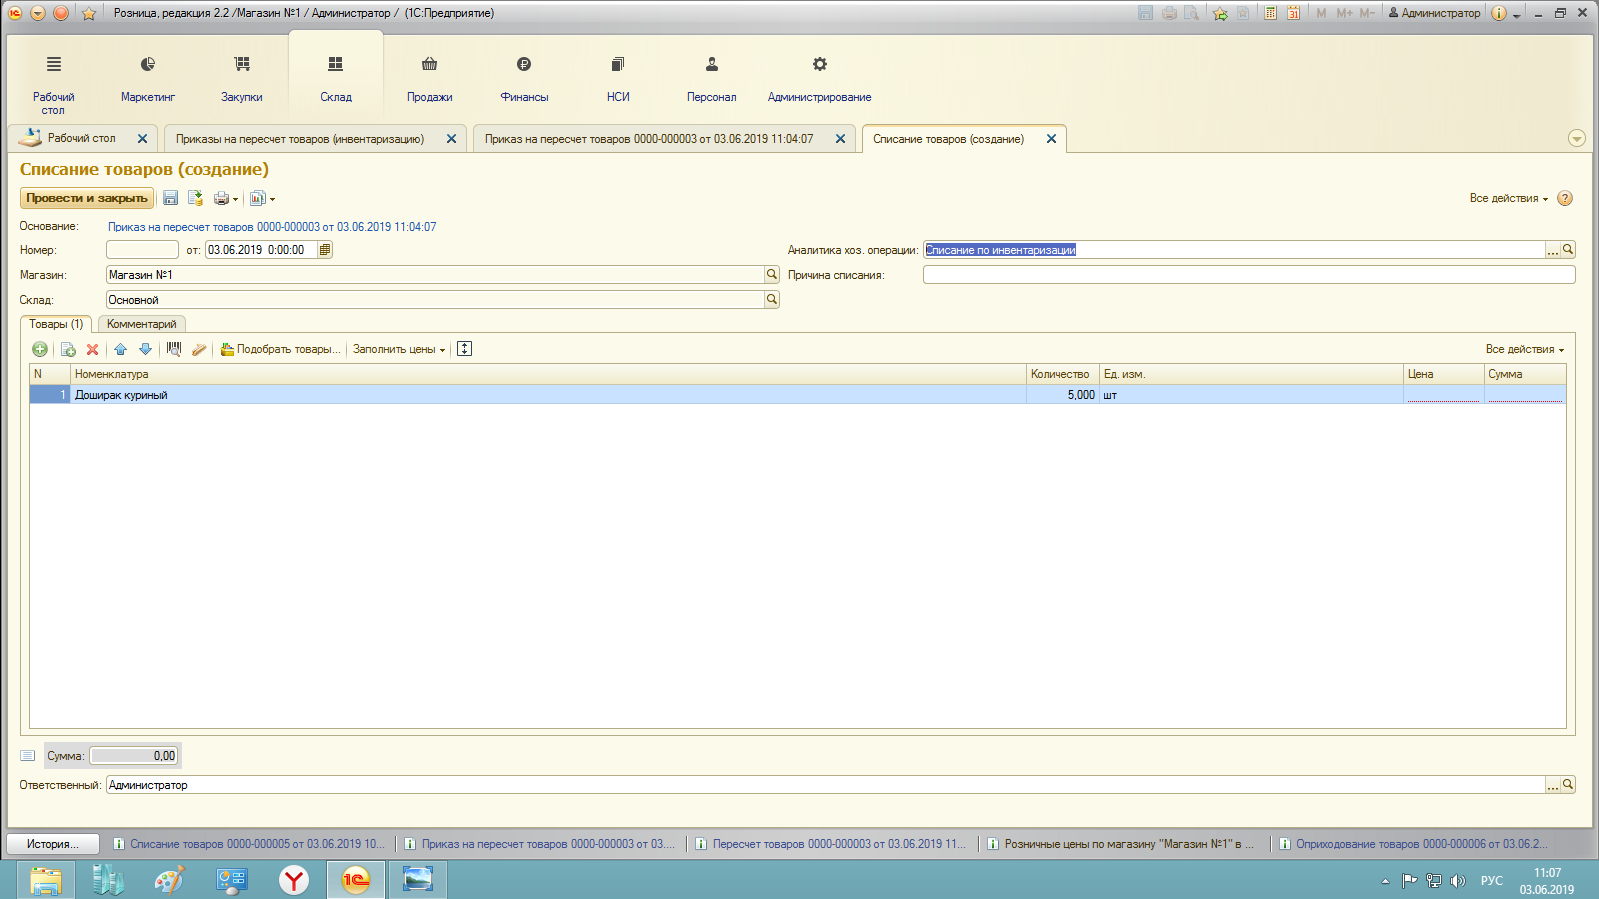 Розница, редакция 2.2 /Магазин №1 / Администратор / (1С:Предприятие)
31 M M+ M- Администратор
Рабочий стол
Маркетинг
Закупки
Склад
Продажи
Финансы
НСИ
Персонал
Администрирование
Рабочий стол
Приказы на пересчет товаров (инвентаризацию)
Приказ на пересчет товаров 0000-000003 от 03.06.2019 11:04:07
Списание товаров (создание)
Списание товаров (создание)
Провести и закрыть
Все действия
?
Основание: Приказ на пересчет товаров 0000-000003 от 03.06.2019 11:04:07
Номер: от: 03.06.2019 0:00:00
Аналитика хоз. операции: Списание по инвентаризации ...
Магазин: Магазин №1
Причина списания:
Склад: Основной
Товары (1) Комментарий
Подобрать товары... Заполнить цены
Все действия
N Номенклатура Количество Ед. изм. Цена Сумма
1 Доширак куриный 5,000 шт
Сумма: 0,00
Ответственный: Администратор ...
История...
Списание товаров 0000-000005 от 03.06.2019 10...
Приказ на пересчет товаров 0000-000003 от 03....
Пересчет товаров 0000-000003 от 03.06.2019 11...
Розничные цены по магазину "Магазин №1" в ...
Оприходование товаров 0000-000006 от 03.06.2...
1С
РУС
11:07
03.06.2019